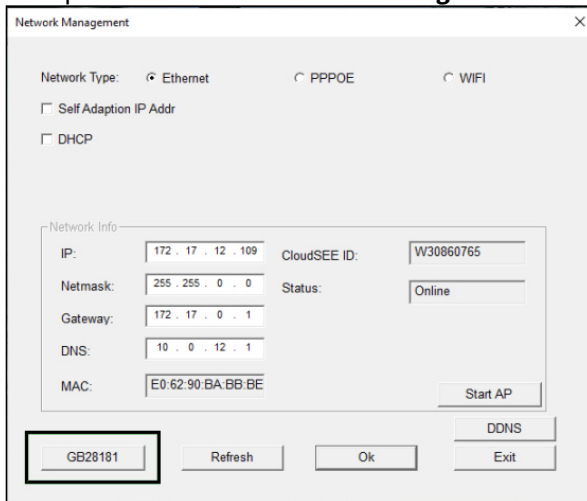 Network Management
Network Type: Ethernet PPPOE WIFI
Self Adaption IP Addr
DHCP
Network Info
IP: 172 . 17 . 12 . 109 CloudSEE ID: W30860765
Netmask: 255 . 255 . 0 . 0 Status: Online
Gateway: 172 . 17 . 0 . 1
DNS: 10 . 0 . 12 . 1
MAC: E0:62:90:BA:BB:BE
Start AP
DDNS
GB28181 Refresh Ok Exit